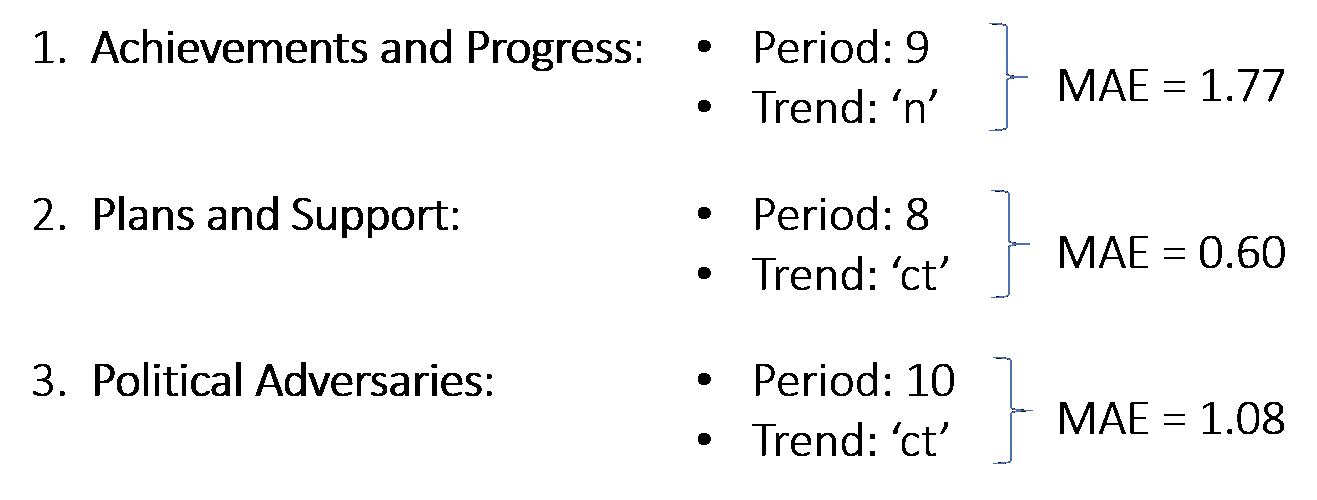 1. Achievements and Progress: • Period: 9
• Trend: ‘n’
MAE = 1.77
2. Plans and Support: • Period: 8
• Trend: ‘ct’
MAE = 0.60
3. Political Adversaries: • Period: 10
• Trend: ‘ct’
MAE = 1.08